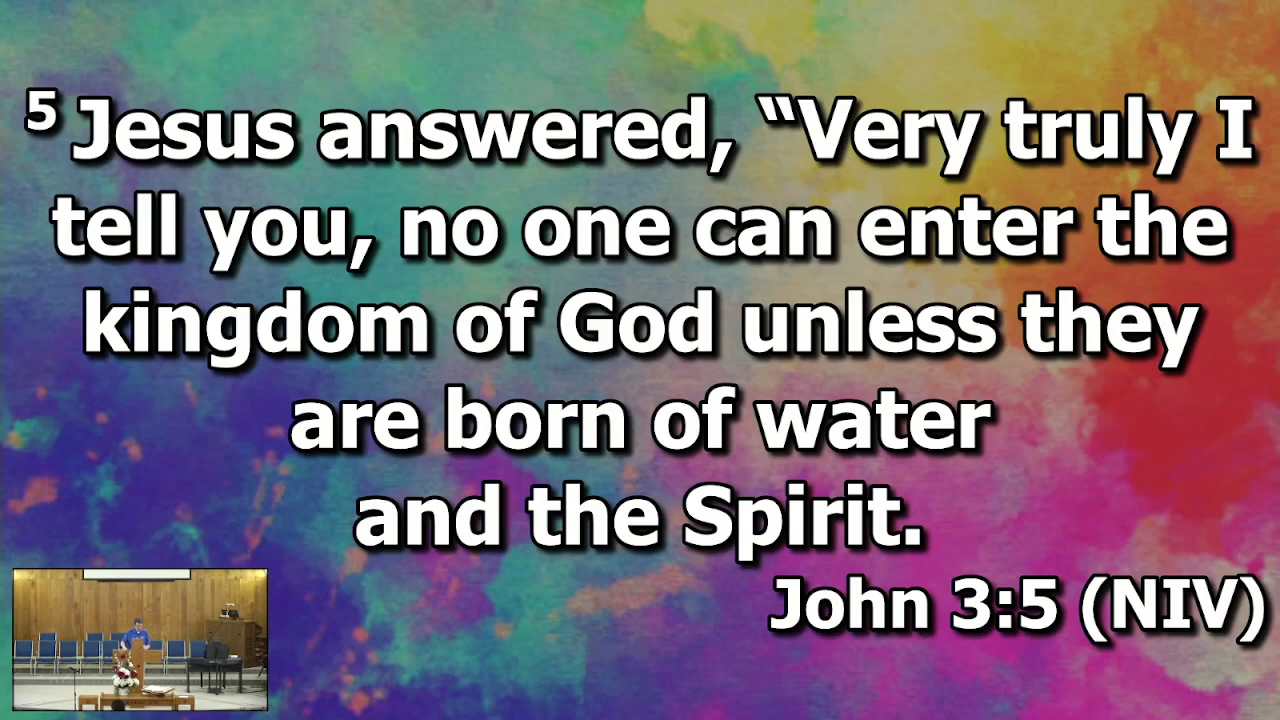 5 Jesus answered, “Very truly I
tell you, no one can enter the
kingdom of God unless they
are born of water
and the Spirit.
John 3:5 (NIV)